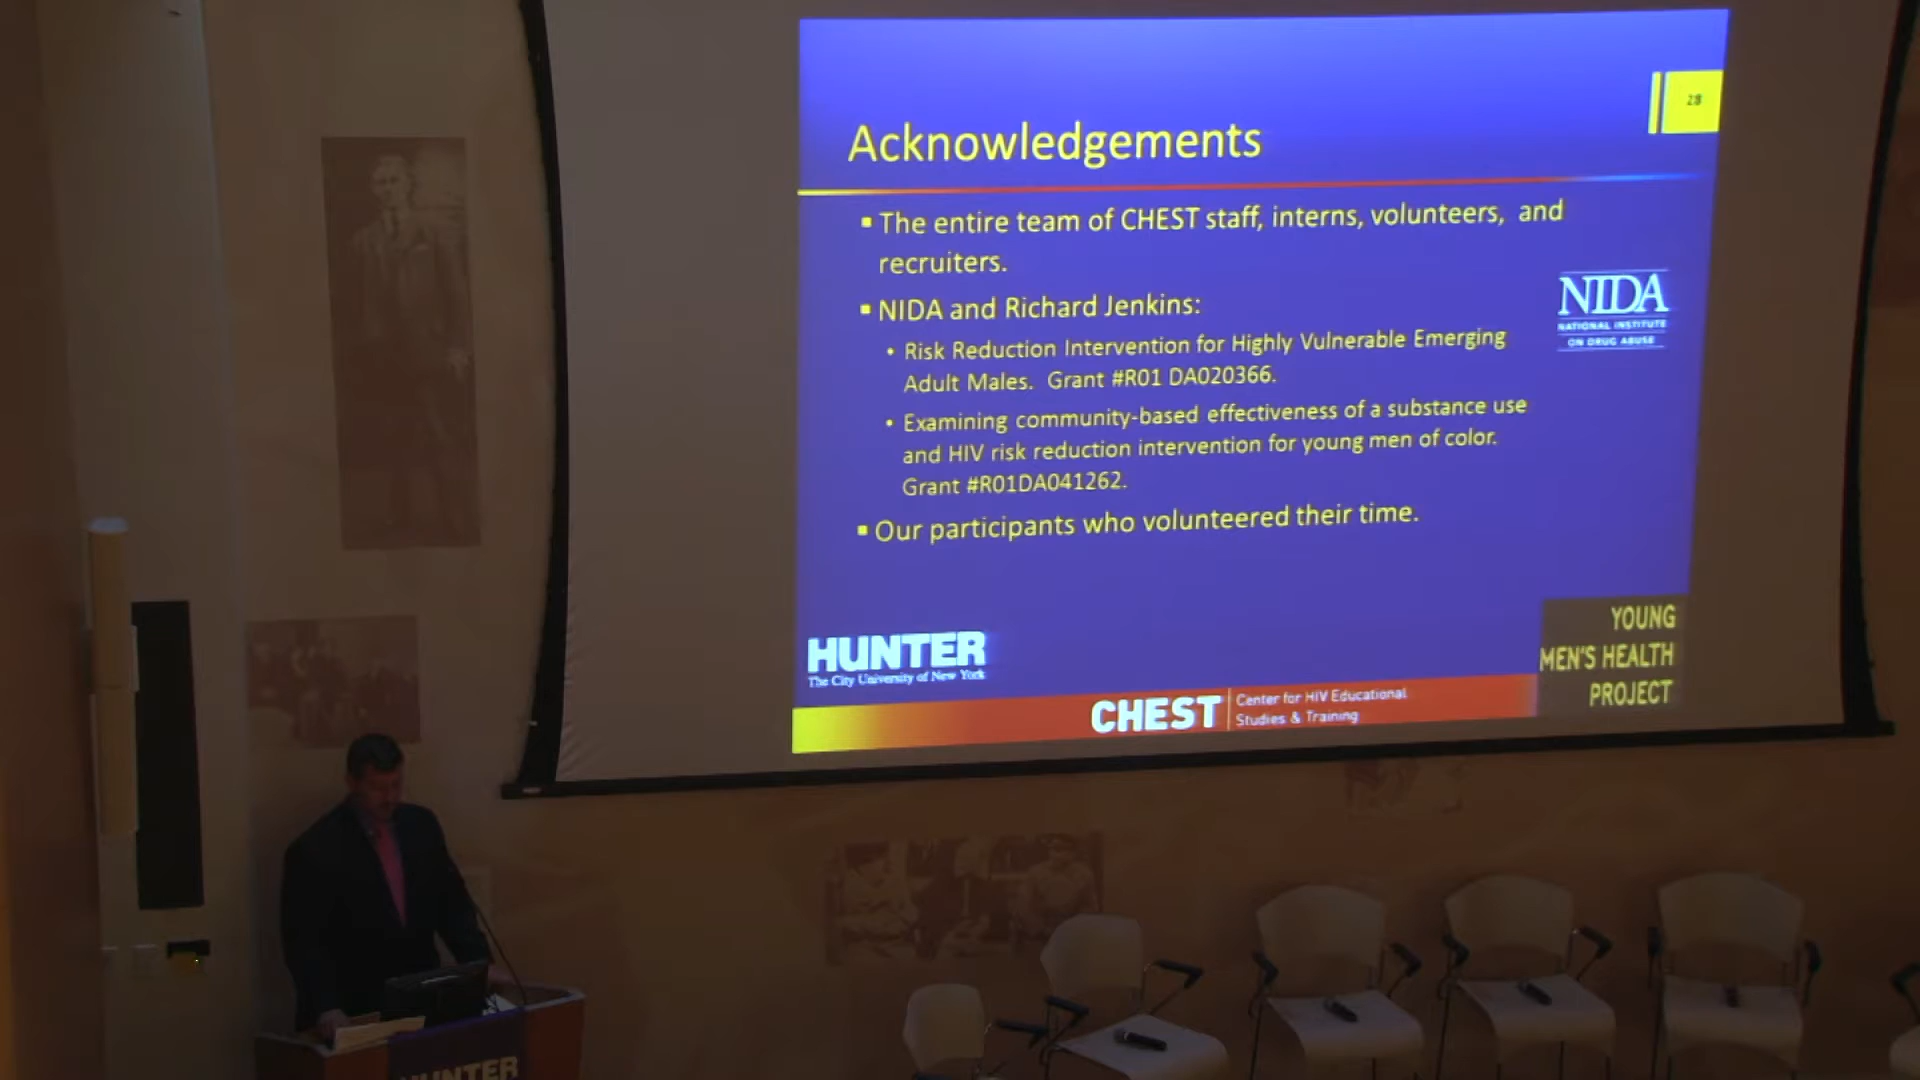 28
Acknowledgements
▪ The entire team of CHEST staff, interns, volunteers, and
recruiters.
▪ NIDA and Richard Jenkins:
• Risk Reduction Intervention for Highly Vulnerable Emerging
Adult Males. Grant #R01 DA020366.
• Examining community-based effectiveness of a substance use
and HIV risk reduction intervention for young men of color.
Grant #R01DA041262.
▪ Our participants who volunteered their time.
NIDA
NATIONAL INSTITUTE
ON DRUG ABUSE
HUNTER
The City University of New York
CHEST
Center for HIV Educational
Studies & Training
YOUNG
MEN'S HEALTH
PROJECT
HUNTER